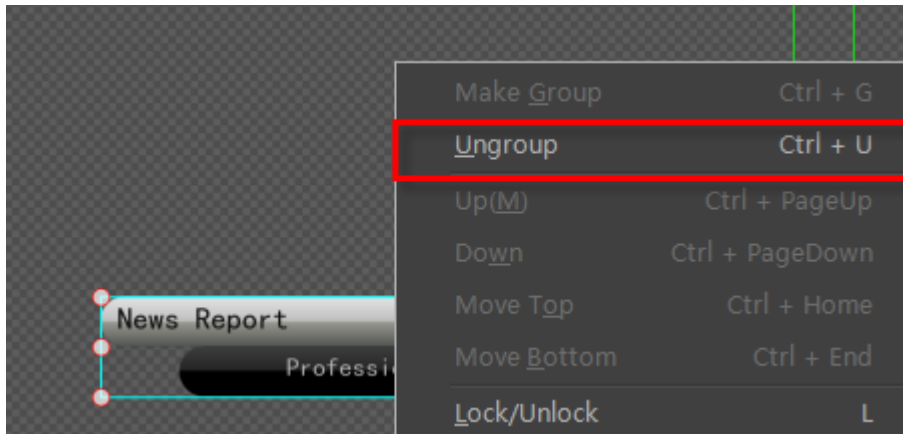 Make Group Ctrl + G
Ungroup Ctrl + U
Up(M) Ctrl + PageUp
Down Ctrl + PageDown
Move Top Ctrl + Home
Move Bottom Ctrl + End
Lock/Unlock L
News Report